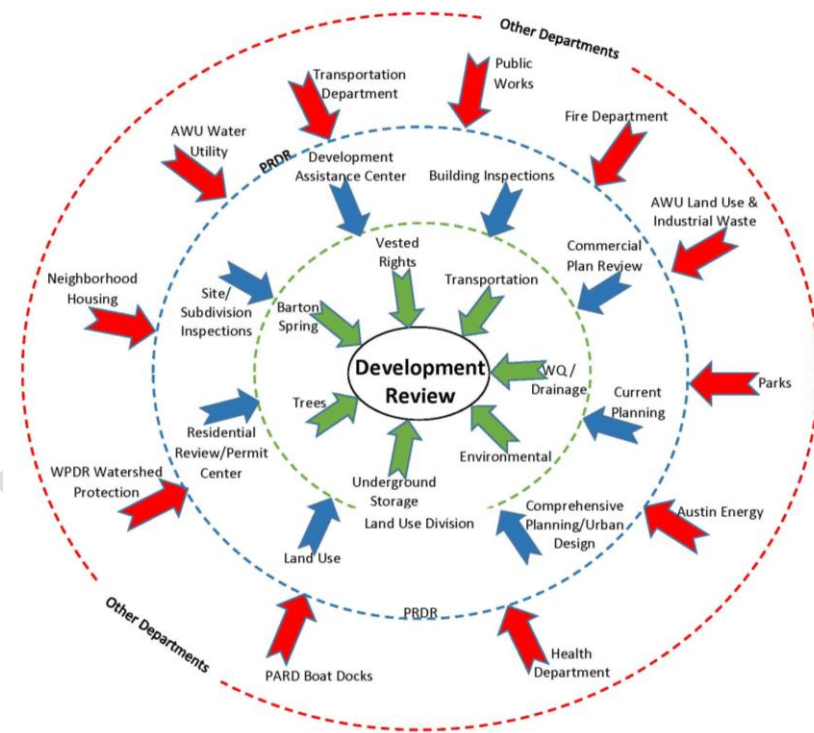 Other Departments
Public
Works
Transportation
Department
Fire Department
AWU Water
Utility
PRDR
Development
Assistance Center
Building Inspections
AWU Land Use &
Industrial Waste
Commercial
Plan Review
Vested
Rights
Transportation
Neighborhood
Housing
Site/
Subdivision
Inspections
Barton
Spring
Development
Review
WQ/
Drainage
Parks
Current
Planning
Trees
Residential
Review/Permit
Center
Environmental
WPDR Watershed
Protection
Underground
Storage
Land Use Division
Comprehensive
Planning/Urban
Design
Austin Energy
Land Use
PRDR
Other Departments
PARD Boat Docks
Health
Department